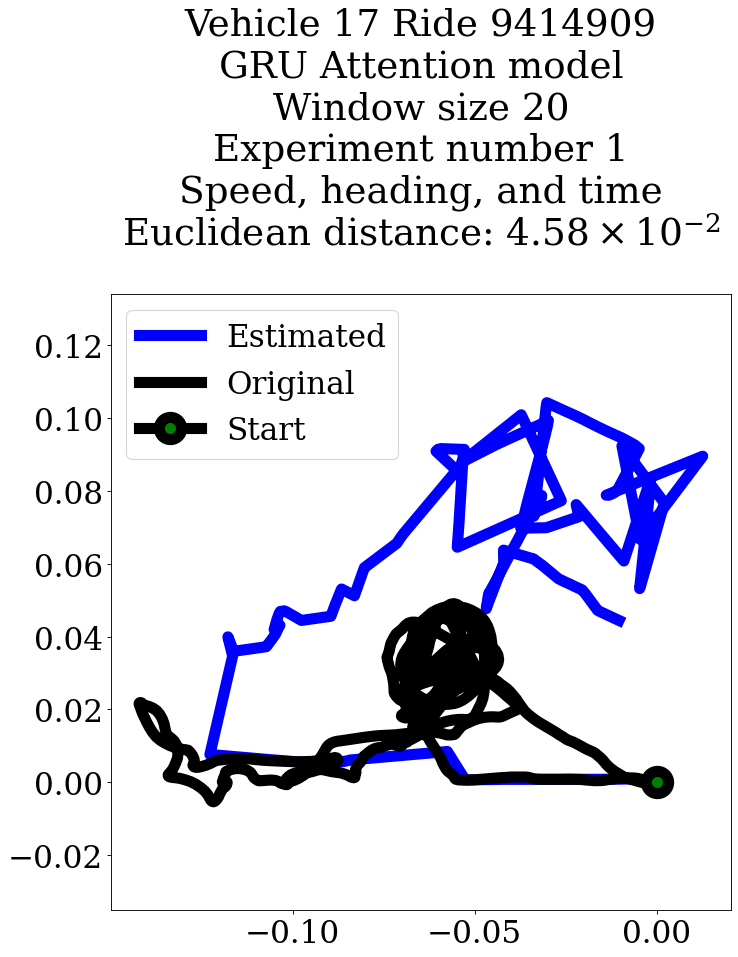 Vehicle 17 Ride 9414909
GRU Attention model
Window size 20
Experiment number 1
Speed, heading, and time
Euclidean distance: 4.58 × 10⁻²
Estimated
Original
Start
0.12
0.10
0.08
0.06
0.04
0.02
0.00
−0.02
−0.10
−0.05
0.00